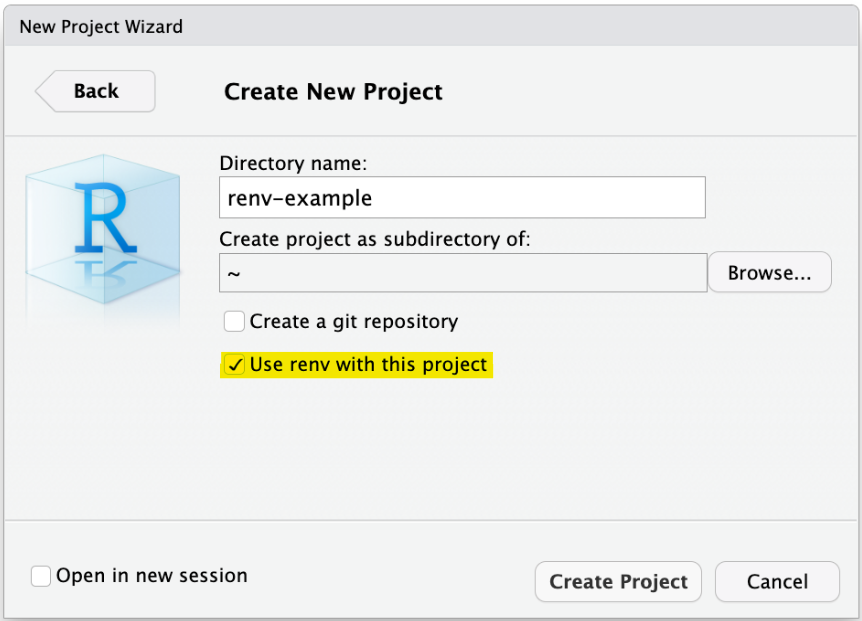 New Project Wizard
Back
Create New Project
R
Directory name:
renv-example
Create project as subdirectory of:
~
Browse...
Create a git repository
Use renv with this project
Open in new session
Create Project
Cancel